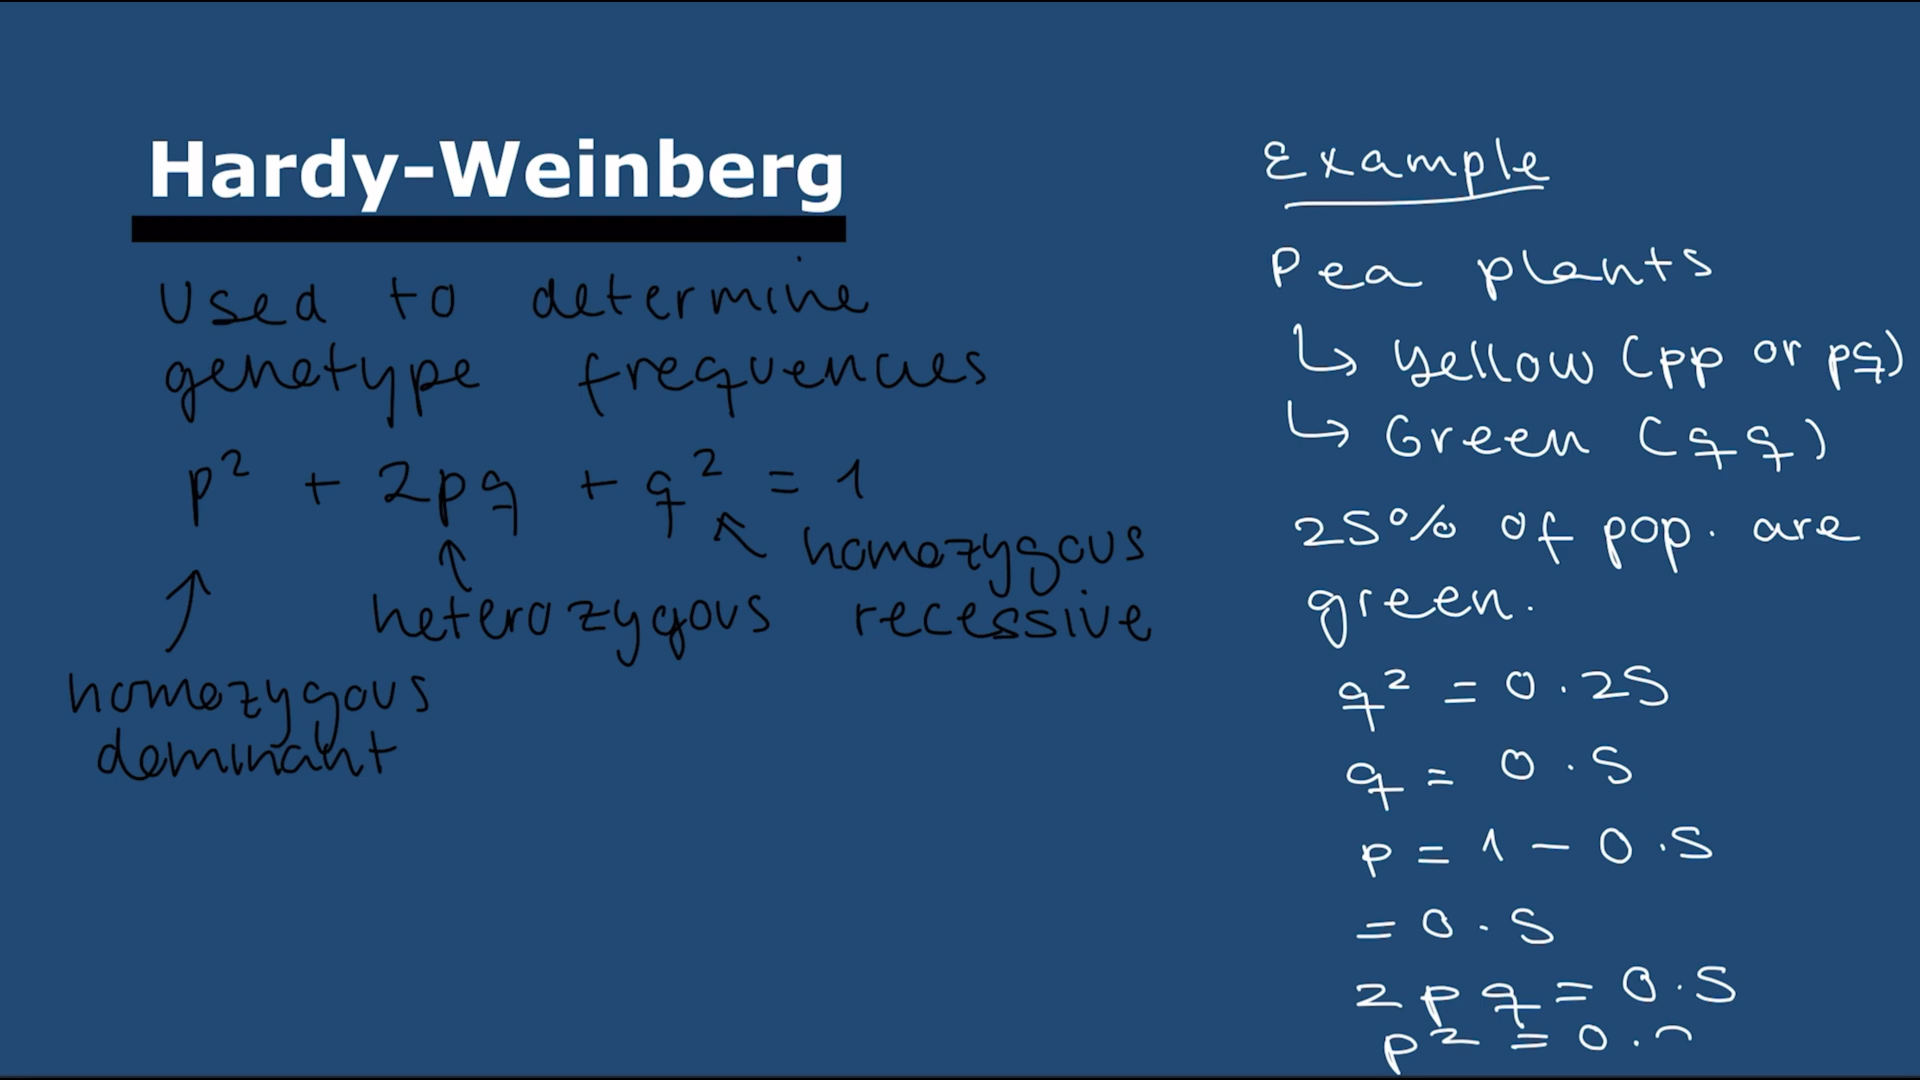 Hardy-Weinberg
Used to determine
genotype frequencies
p² + 2pq + q² = 1
homozygous
recessive
heterozygous
homozygous
dominant
Example
Pea plants
↳ yellow (pp or pq)
↳ Green (qq)
25% of pop. are
green.
q² = 0.25
q = 0.5
p = 1 - 0.5
= 0.5
2pq = 0.5
p² = 0.